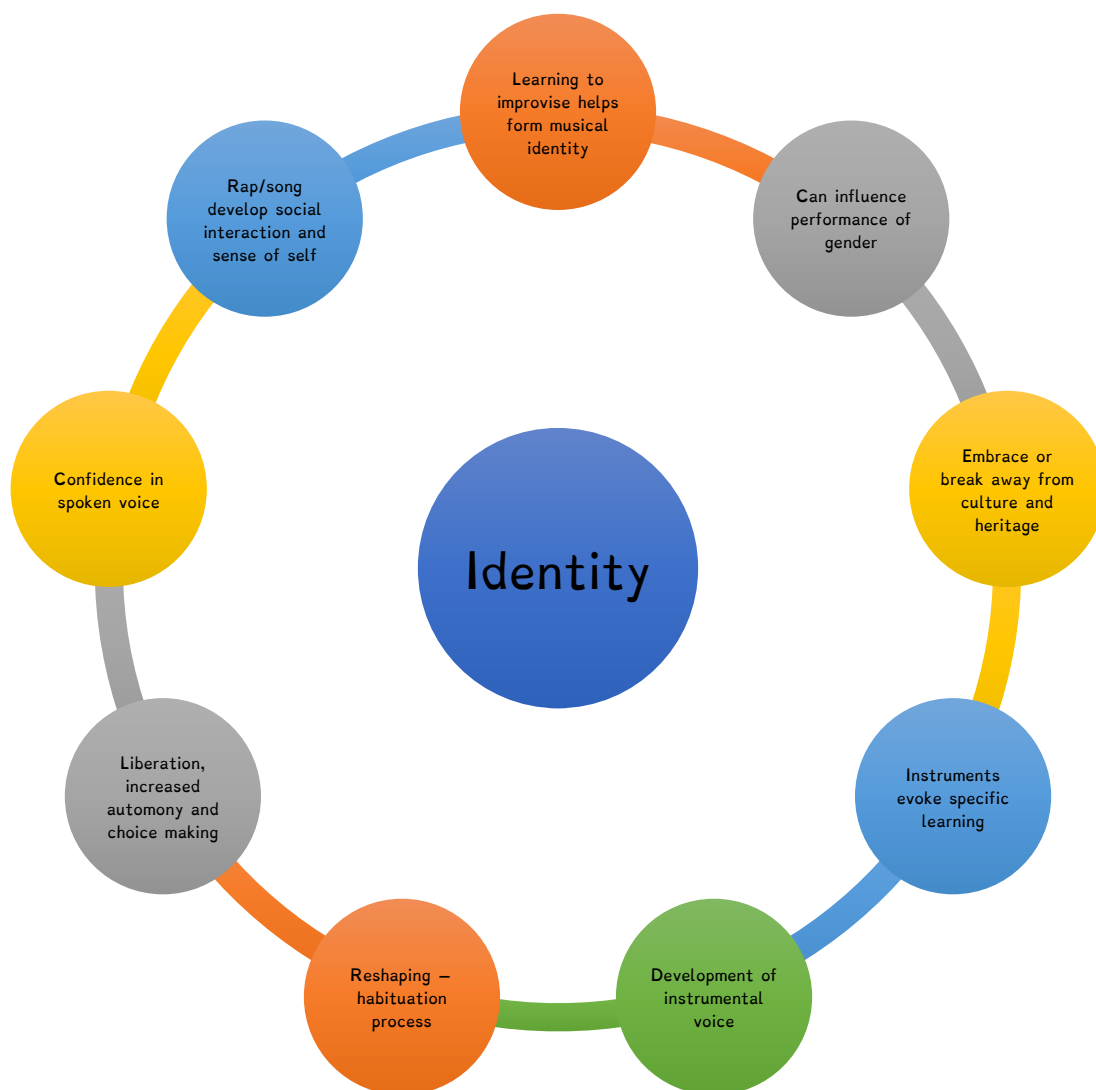 Learning to
improvise helps
form musical
identity
Can influence
performance of
gender
Embrace or
break away from
culture and
heritage
Instruments
evoke specific
learning
Development of
instrumental
voice
Reshaping –
habituation
process
Liberation,
increased
automony and
choice making
Confidence in
spoken voice
Rap/song
develop social
interaction and
sense of self
Identity